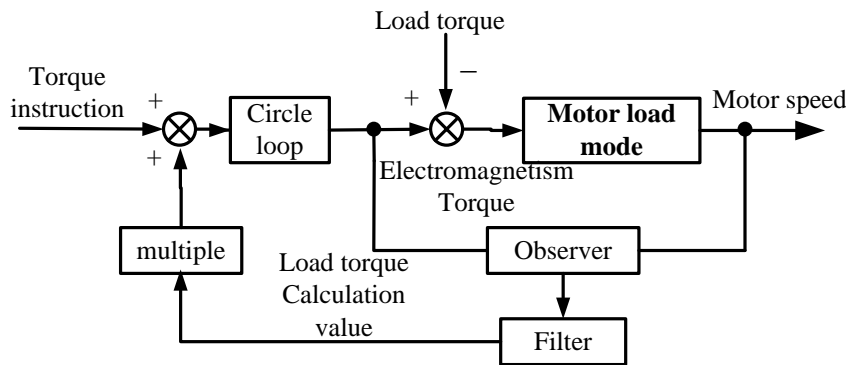 Load torque
−
Torque
instruction
+
+
Circle
loop
+
Motor load
mode
Motor speed
Electromagnetism
Torque
multiple
Load torque
Calculation
value
Observer
Filter